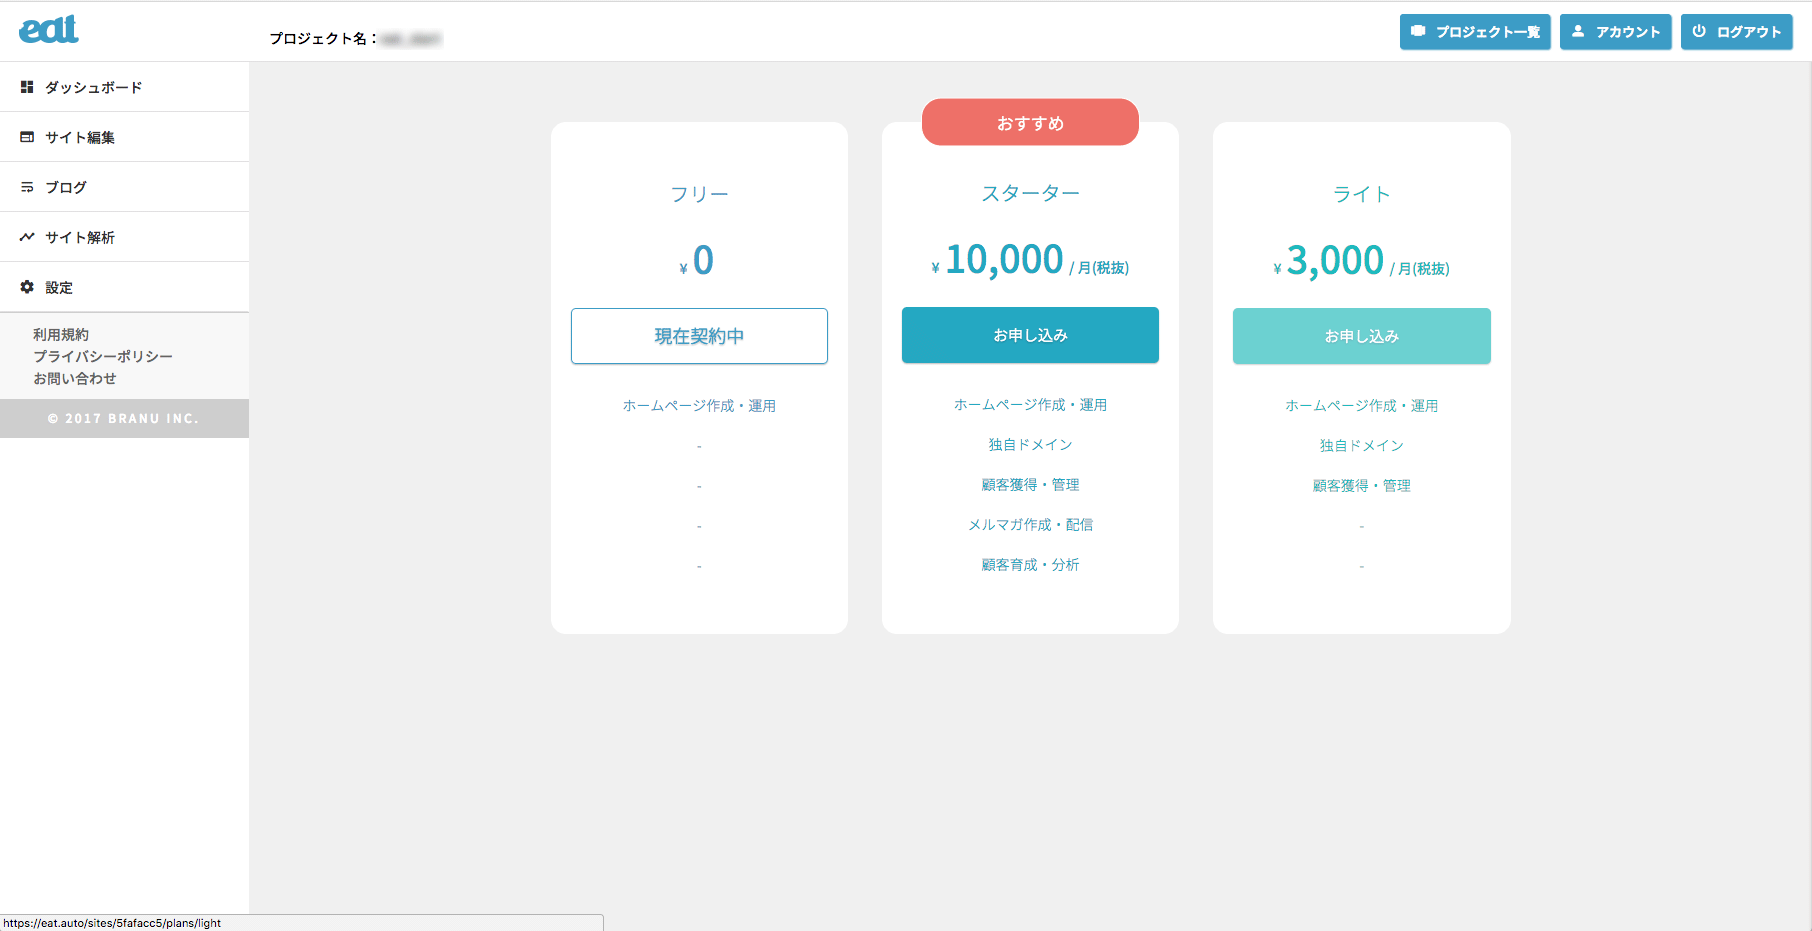 eat
プロジェクト名：
プロジェクト一覧
アカウント
ログアウト
ダッシュボード
サイト編集
ブログ
サイト解析
設定
利用規約
プライバシーポリシー
お問い合わせ
© 2017 BRANU INC.
フリー
¥ 0
現在契約中
ホームページ作成・運用
-
-
-
-
おすすめ
スターター
¥ 10,000 / 月(税抜)
お申し込み
ホームページ作成・運用
独自ドメイン
顧客獲得・管理
メルマガ作成・配信
顧客育成・分析
ライト
¥ 3,000 / 月(税抜)
お申し込み
ホームページ作成・運用
独自ドメイン
顧客獲得・管理
-
-
https://eat.auto/sites/5fafacc5/plans/light